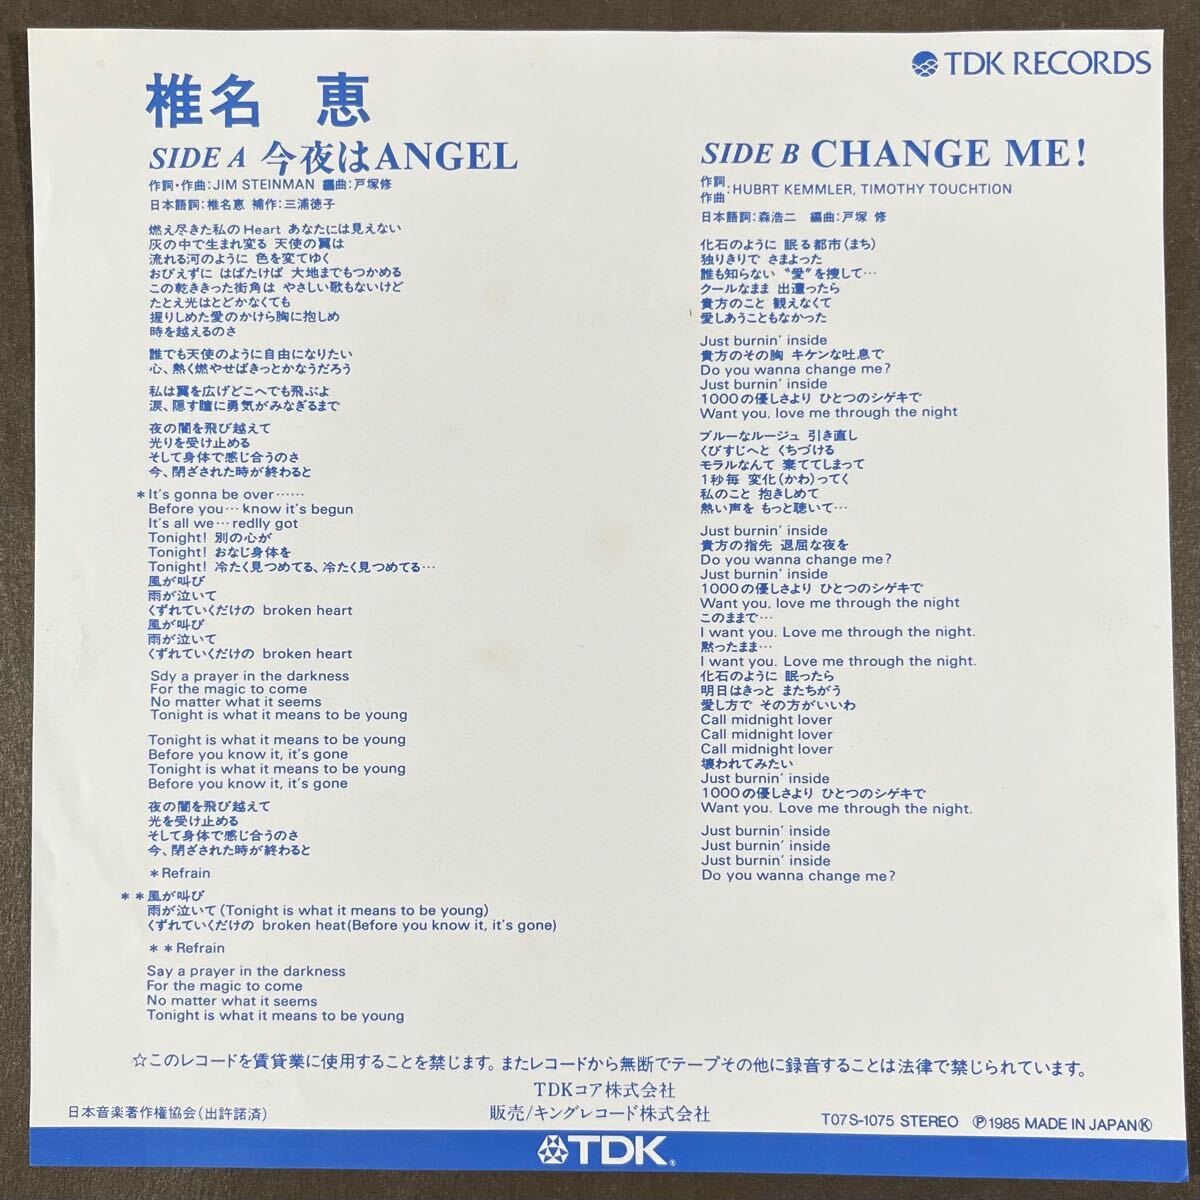 TDK RECORDS
椎名 恵
SIDE A 今夜はANGEL
作詞・作曲:JIM STEINMAN 編曲:戸塚修
日本語詞:椎名恵 補作:三浦徳子
燃え尽きた私のHeart あなたには見えない
灰の中で生まれ変る 天使の翼は
流れる河のように 色を変てゆく
おびえずに はばたけば 大地までもつかめる
この乾ききった街角は やさしい歌もないけど
たとえ光はとどかなくても
握りしめた愛のかけら胸に抱しめ
時を越えるのさ
誰でも天使のように自由になりたい
心、熱く燃やせばきっとかなうだろう
私は翼を広げどこへでも飛ぶよ
涙、隠す瞳に勇気がみなぎるまで
夜の闇を飛び越えて
光りを受け止める
そして身体で感じ合うのさ
今、閉ざされた時が終わると
*It's gonna be over……
Before you… know it's begun
It's all we… redlly got
Tonight! 別の心が
Tonight! おなじ身体を
Tonight! 冷たく見つめてる、冷たく見つめてる…
風が叫び
雨が泣いて
くずれていくだけの broken heart
風が叫び
雨が泣いて
くずれていくだけの broken heart
Sdy a prayer in the darkness
For the magic to come
No matter what it seems
Tonight is what it means to be young
Tonight is what it means to be young
Before you know it, it's gone
Tonight is what it means to be young
Before you know it, it's gone
夜の闇を飛び越えて
光を受け止める
そして身体で感じ合うのさ
今、閉ざされた時が終わると
*Refrain
**風が叫び
雨が泣いて(Tonight is what it means to be young)
くずれていくだけの broken heat(Before you know it, it's gone)
**Refrain
Say a prayer in the darkness
For the magic to come
No matter what it seems
Tonight is what it means to be young
SIDE B CHANGE ME!
作詞
作曲:HUBRT KEMMLER, TIMOTHY TOUCHTION
日本語詞:森浩二 編曲:戸塚 修
化石のように 眠る都市(まち)
独りきりで さまよった
誰も知らない “愛”を捜して…
クールなまま 出遭ったら
貴方のこと 観えなくて
愛しあうこともなかった
Just burnin' inside
貴方のその胸 キケンな吐息で
Do you wanna change me?
Just burnin' inside
1000の優しさより ひとつのシゲキで
Want you, love me through the night
ブルーなルージュ 引き直し
くびすじへと くちづける
モラルなんて 棄ててしまって
1秒毎 変化(かわ)ってく
私のこと 抱きしめて
熱い声を もっと聴いて…
Just burnin' inside
貴方の指先 退屈な夜を
Do you wanna change me?
Just burnin' inside
1000の優しさより ひとつのシゲキで
Want you, love me through the night
このままで…
I want you. Love me through the night.
黙ったまま…
I want you. Love me through the night.
化石のように 眠ったら
明日はきっと またちがう
愛し方で その方がいいわ
Call midnight lover
Call midnight lover
Call midnight lover
壊われてみたい
Just burnin' inside
1000の優しさより ひとつのシゲキで
Want you. Love me through the night.
Just burnin' inside
Just burnin' inside
Just burnin' inside
Do you wanna change me?
☆このレコードを賃貸業に使用することを禁じます。またレコードから無断でテープその他に録音することは法律で禁じられています。
TDKコア株式会社
日本音楽著作権協会(出許諾済)
販売/キングレコード株式会社
T07S-1075 STEREO Ⓟ1985 MADE IN JAPANⓀ
TDK®